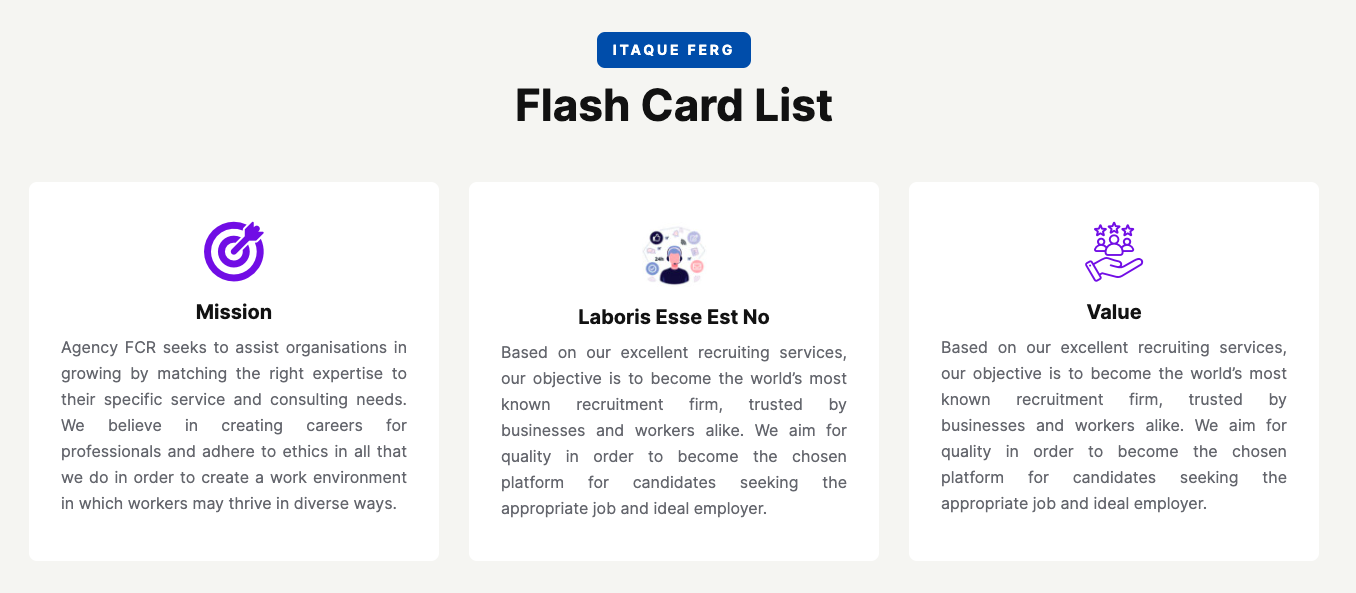 ITAQUE FERG
Flash Card List
Mission
Agency FCR seeks to assist organisations in
growing by matching the right expertise to
their specific service and consulting needs.
We believe in creating careers for
professionals and adhere to ethics in all that
we do in order to create a work environment
in which workers may thrive in diverse ways.
24h
Laboris Esse Est No
Based on our excellent recruiting services,
our objective is to become the world’s most
known recruitment firm, trusted by
businesses and workers alike. We aim for
quality in order to become the chosen
platform for candidates seeking the
appropriate job and ideal employer.
Value
Based on our excellent recruiting services,
our objective is to become the world’s most
known recruitment firm, trusted by
businesses and workers alike. We aim for
quality in order to become the chosen
platform for candidates seeking the
appropriate job and ideal employer.